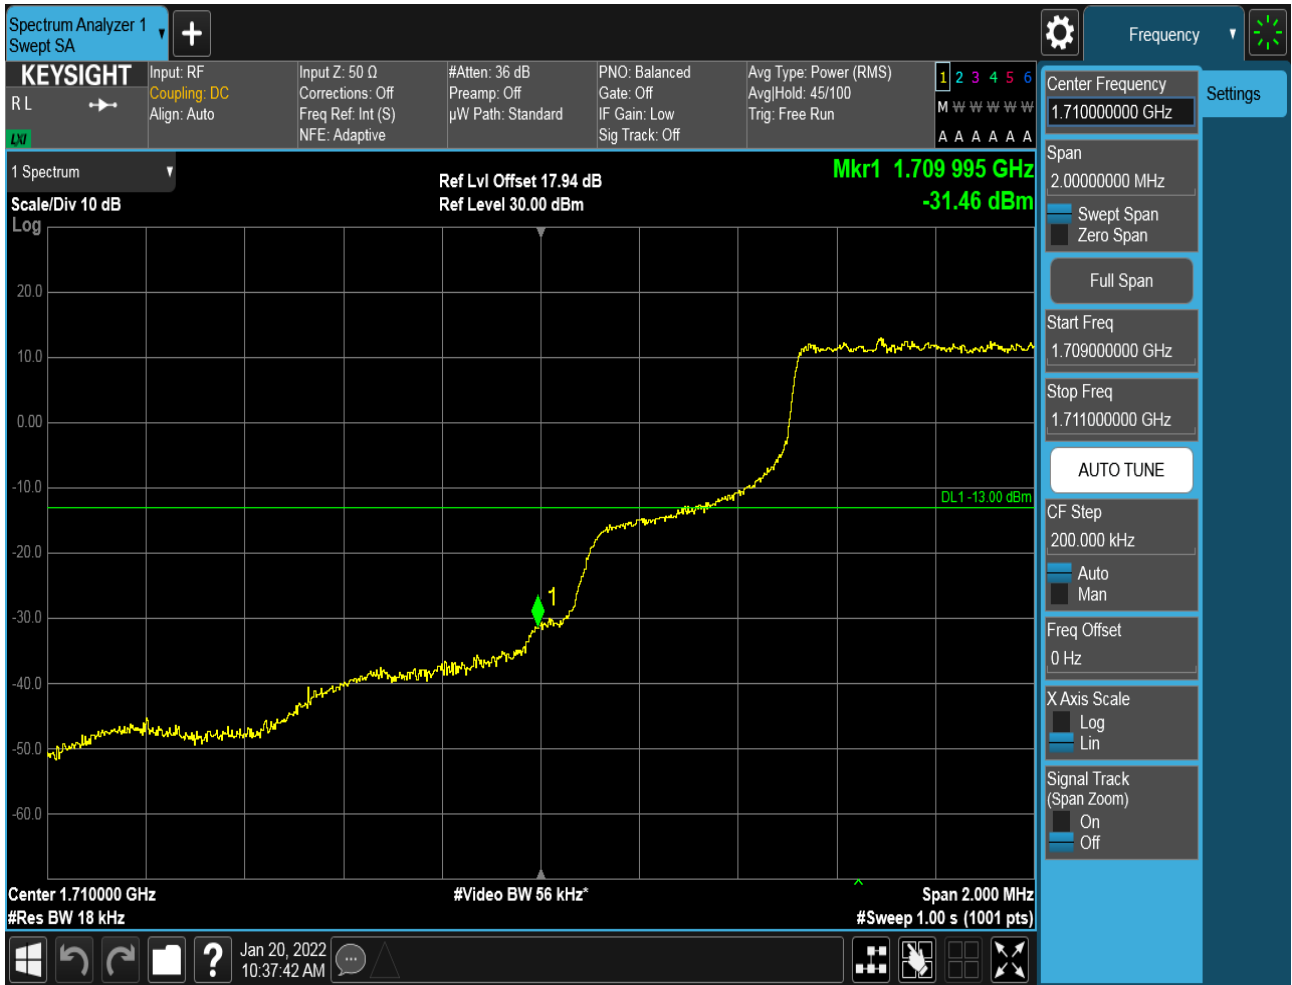 Spectrum Analyzer 1
Swept SA
Frequency
KEYSIGHT
R L
LXI
Input: RF
Coupling: DC
Align: Auto
Input Z: 50 Ω
Corrections: Off
Freq Ref: Int (S)
NFE: Adaptive
#Atten: 36 dB
Preamp: Off
µW Path: Standard
PNO: Balanced
Gate: Off
IF Gain: Low
Sig Track: Off
Avg Type: Power (RMS)
Avg|Hold: 45/100
Trig: Free Run
1 2 3 4 5 6
M W W W W W
A A A A A A
1 Spectrum
Scale/Div 10 dB
Log
Ref Lvl Offset 17.94 dB
Ref Level 30.00 dBm
Mkr1 1.709 995 GHz
-31.46 dBm
20.0
10.0
0.00
-10.0
-20.0
-30.0
-40.0
-50.0
-60.0
DL1 -13.00 dBm
1
Center 1.710000 GHz
#Res BW 18 kHz
#Video BW 56 kHz*
Span 2.000 MHz
#Sweep 1.00 s (1001 pts)
Center Frequency
1.710000000 GHz
Settings
Span
2.00000000 MHz
Swept Span
Zero Span
Full Span
Start Freq
1.709000000 GHz
Stop Freq
1.711000000 GHz
AUTO TUNE
CF Step
200.000 kHz
Auto
Man
Freq Offset
0 Hz
X Axis Scale
Log
Lin
Signal Track
(Span Zoom)
On
Off
Jan 20, 2022
10:37:42 AM